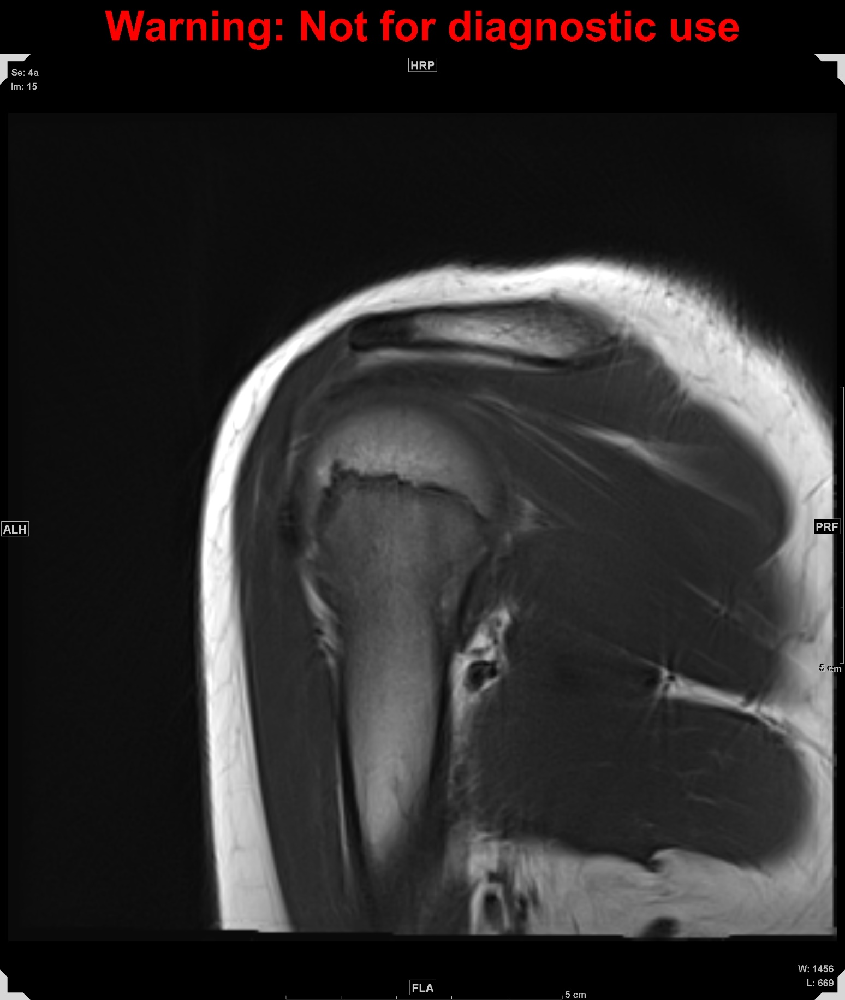 Warning: Not for diagnostic use
HRP
Se: 4a
Im: 15
ALH
PRF
5 cm
W: 1456
L: 669
FLA
5 cm